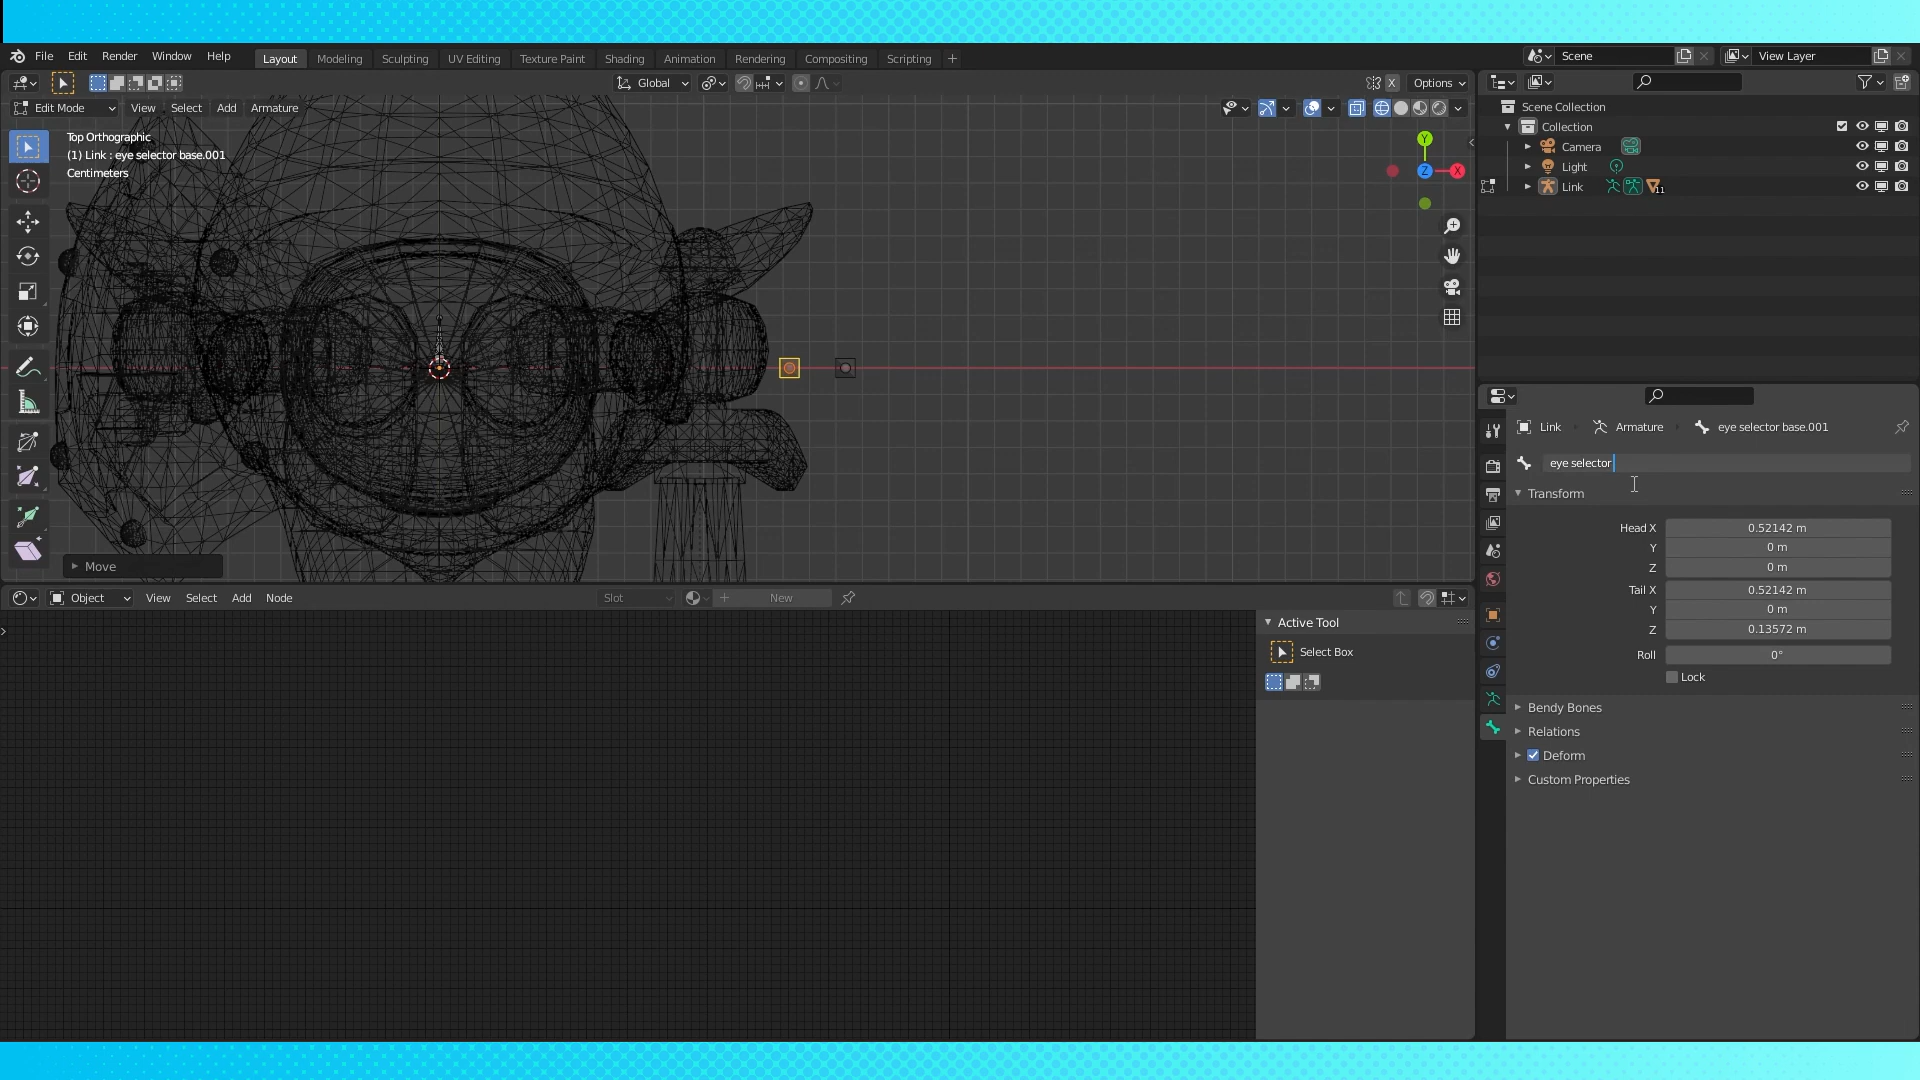 File Edit Render Window Help Layout Modeling Sculpting UV Editing Texture Paint Shading Animation Rendering Compositing Scripting + Scene View Layer
Global Options X
Edit Mode View Select Add Armature
Top Orthographic
(1) Link : eye selector base.001
Centimeters
Y
Z X
Move
Scene Collection
Collection
Camera
Light
Link 11
Link Armature eye selector base.001
eye selector
Transform
Head X 0.52142 m
Y 0 m
Z 0 m
Tail X 0.52142 m
Y 0 m
Z 0.13572 m
Roll 0°
Lock
Bendy Bones
Relations
Deform
Custom Properties
Object View Select Add Node Slot New
Active Tool
Select Box